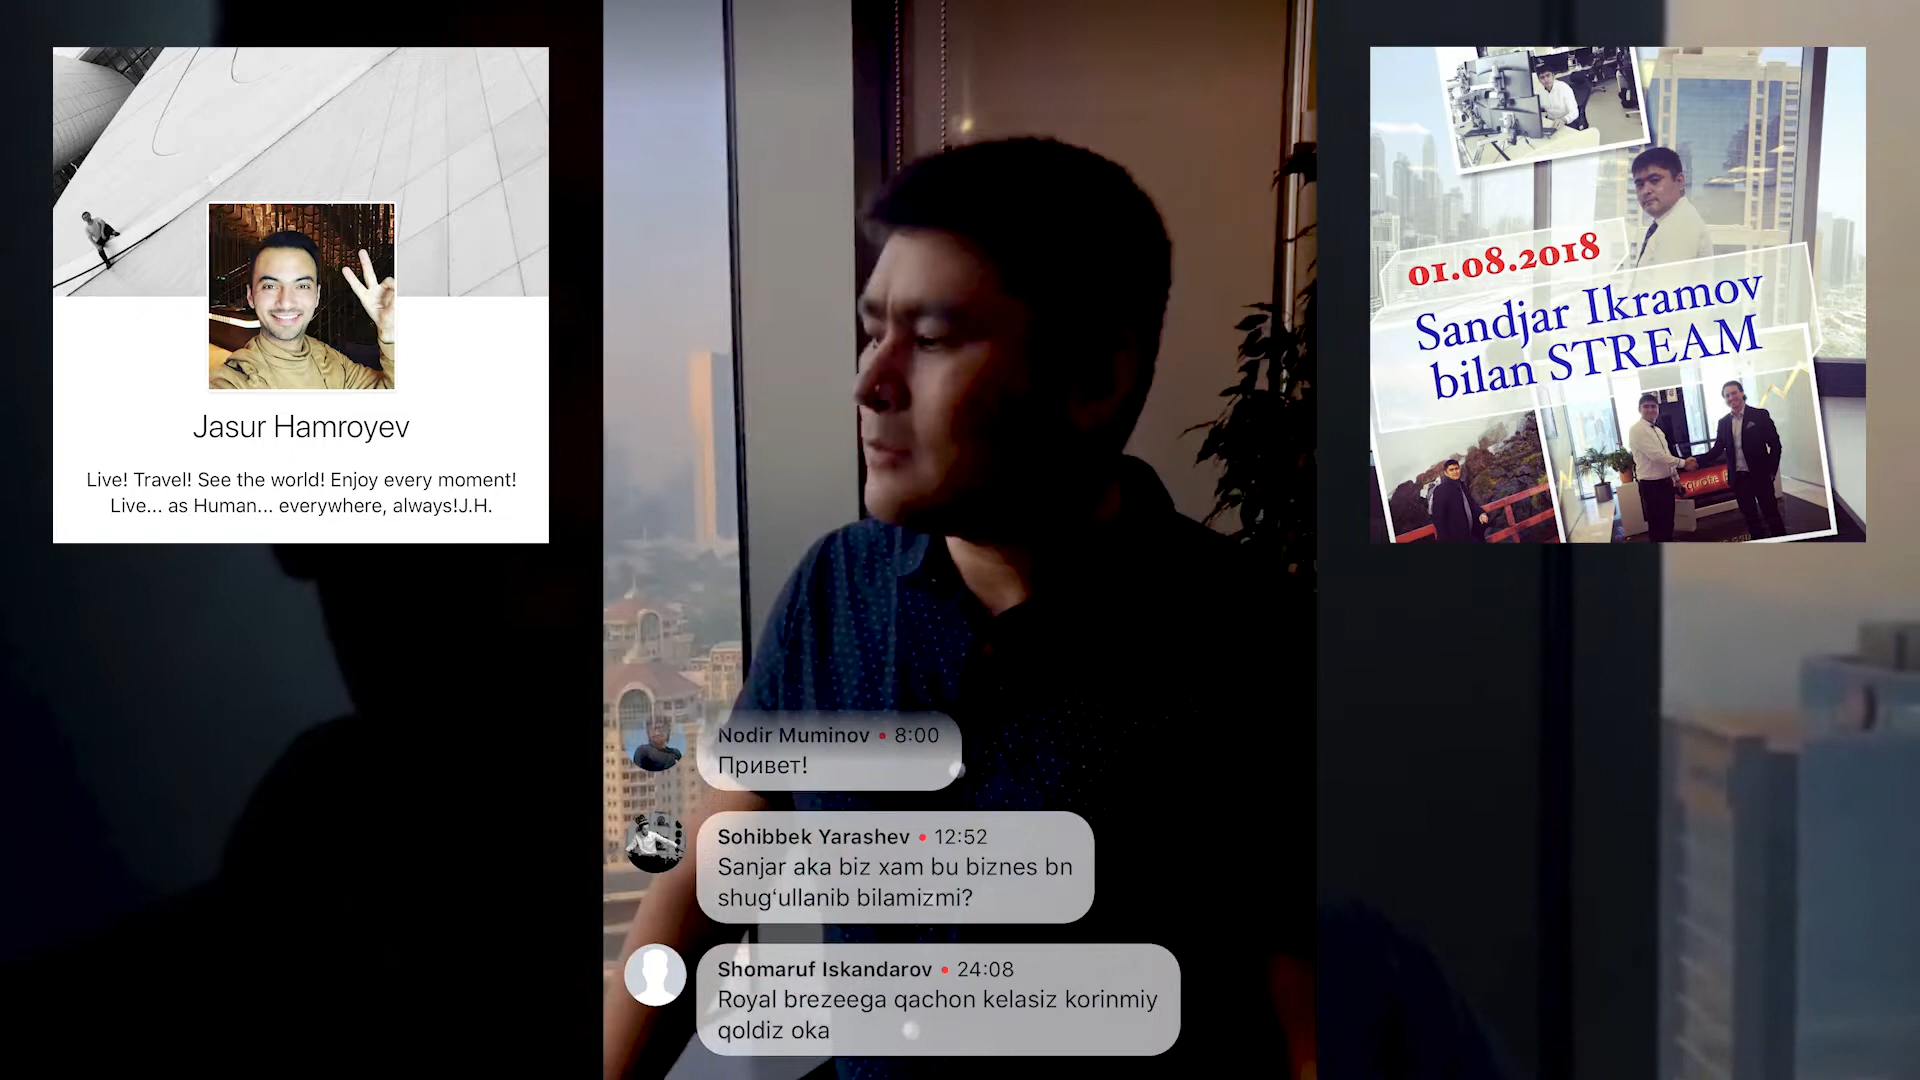 Jasur Hamroyev
Live! Travel! See the world! Enjoy every moment!
Live... as Human... everywhere, always!J.H.
Nodir Muminov • 8:00
Привет!
Sohibbek Yarashev • 12:52
Sanjar aka biz xam bu biznes bn
shug‘ullanib bilamizmi?
Shomaruf Iskandarov • 24:08
Royal brezeega qachon kelasiz korinmiy
qoldiz oka
01.08.2018
Sandjar Ikramov
bilan STREAM